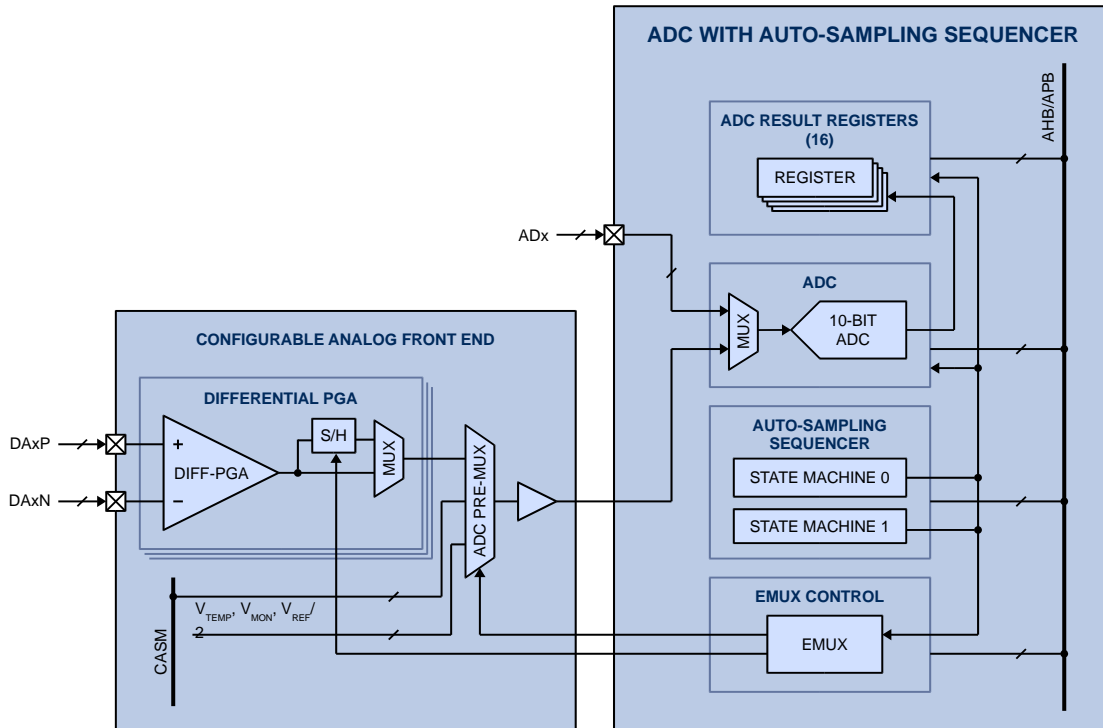 ADC WITH AUTO-SAMPLING SEQUENCER
AHB/APB
ADC RESULT REGISTERS
(16)
REGISTER
ADx
ADC
MUX
10-BIT
ADC
CONFIGURABLE ANALOG FRONT END
DIFFERENTIAL PGA
DAxP
+
S/H
MUX
DIFF-PGA
DAxN
−
ADC PRE-MUX
AUTO-SAMPLING
SEQUENCER
STATE MACHINE 0
STATE MACHINE 1
CASM
VTEMP, VMON, VREF/
2
EMUX CONTROL
EMUX